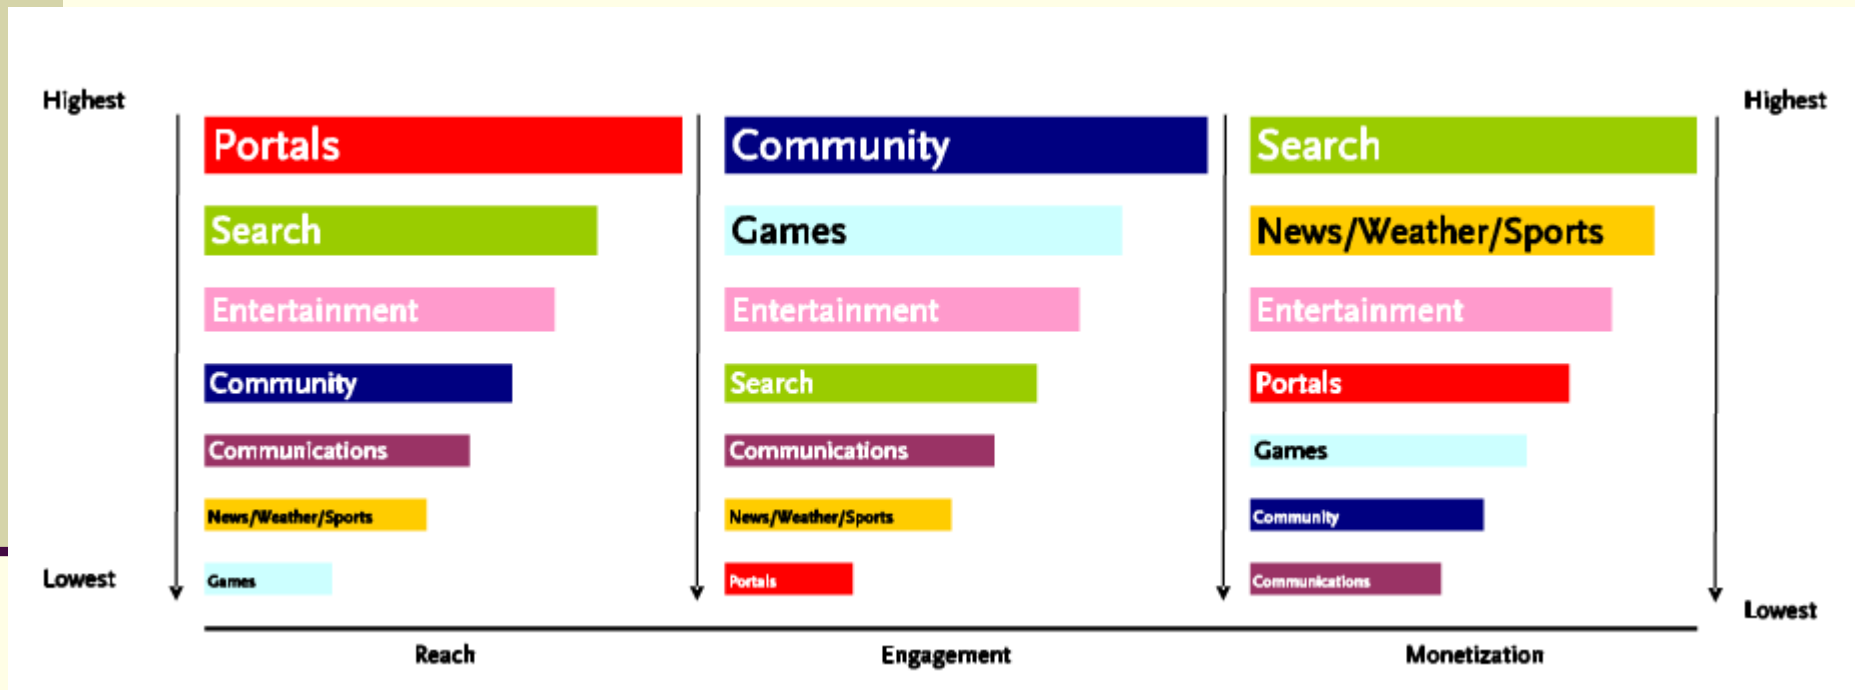 Highest
Highest
Portals
Community
Search
Search
Games
News/Weather/Sports
Entertainment
Entertainment
Entertainment
Community
Search
Portals
Communications
Communications
Games
News/Weather/Sports
News/Weather/Sports
Community
Lowest
Games
Portals
Communications
Lowest
Reach
Engagement
Monetization